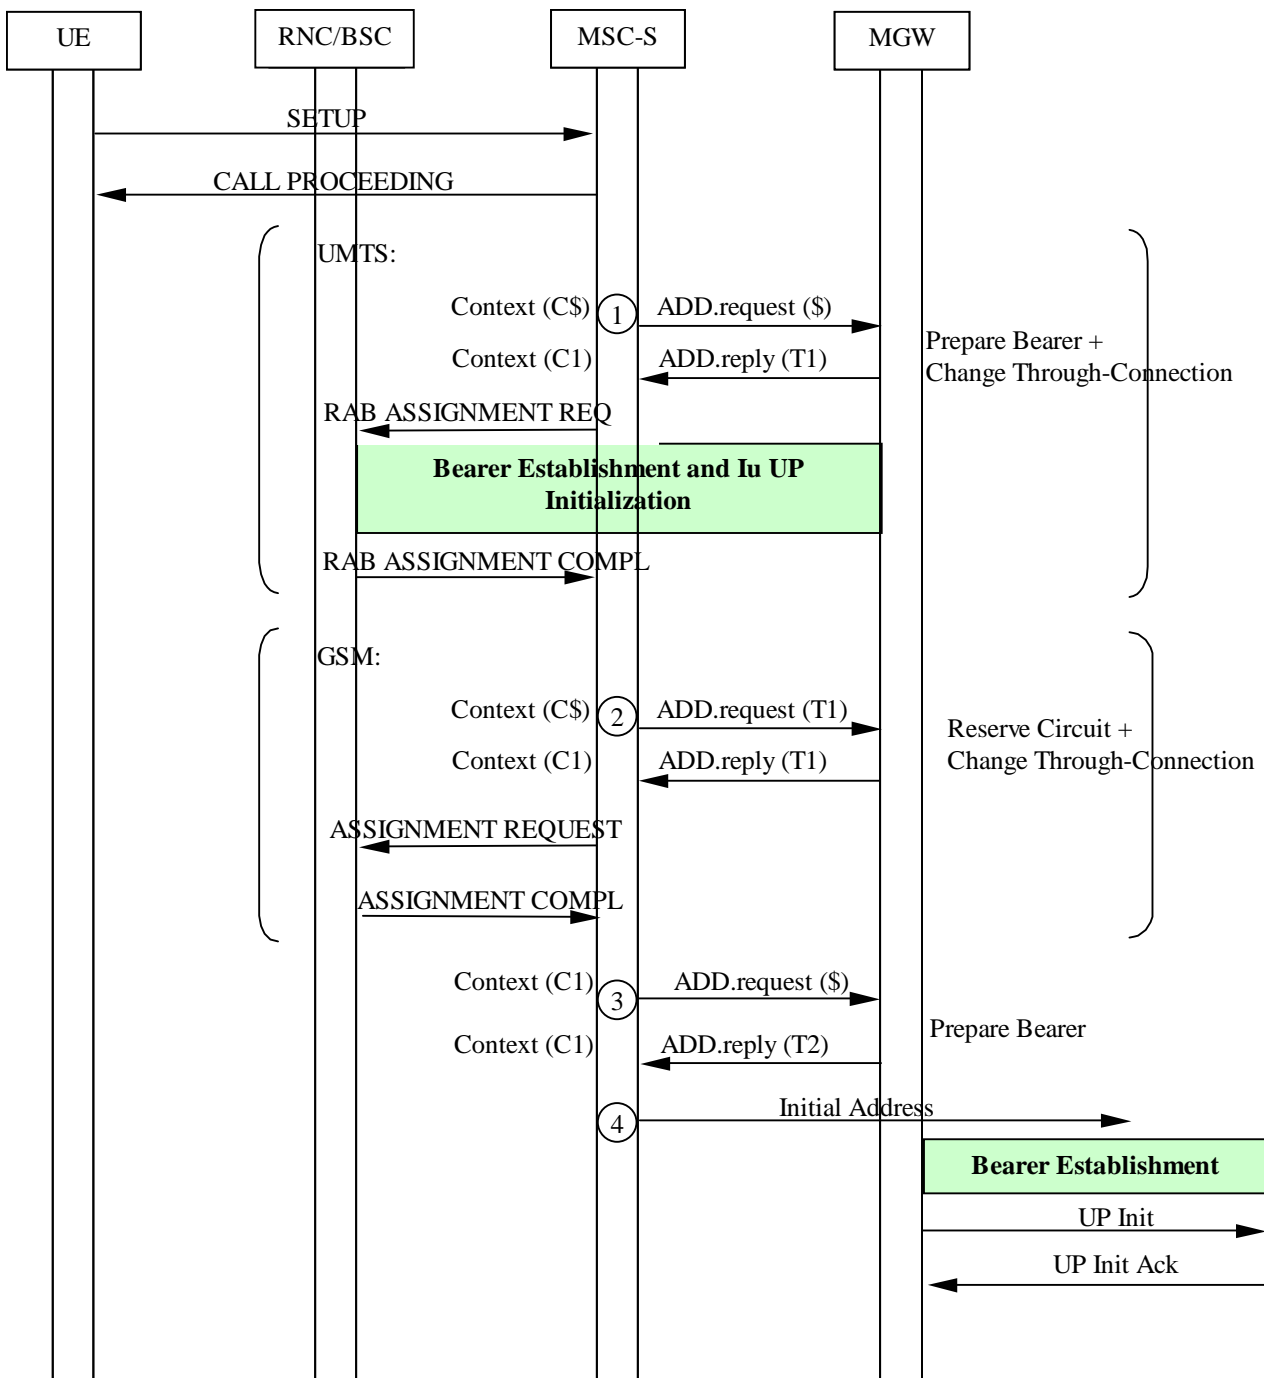 UE
RNC/BSC
MSC-S
MGW
SETUP
CALL PROCEEDING
UMTS:
Context (C$)
1
ADD.request ($)
Context (C1)
ADD.reply (T1)
Prepare Bearer +
Change Through-Connection
RAB ASSIGNMENT REQ
Bearer Establishment and Iu UP
Initialization
RAB ASSIGNMENT COMPL
GSM:
Context (C$)
2
ADD.request (T1)
Context (C1)
ADD.reply (T1)
Reserve Circuit +
Change Through-Connection
ASSIGNMENT REQUEST
ASSIGNMENT COMPL
Context (C1)
3
ADD.request ($)
Prepare Bearer
Context (C1)
ADD.reply (T2)
4
Initial Address
Bearer Establishment
UP Init
UP Init Ack